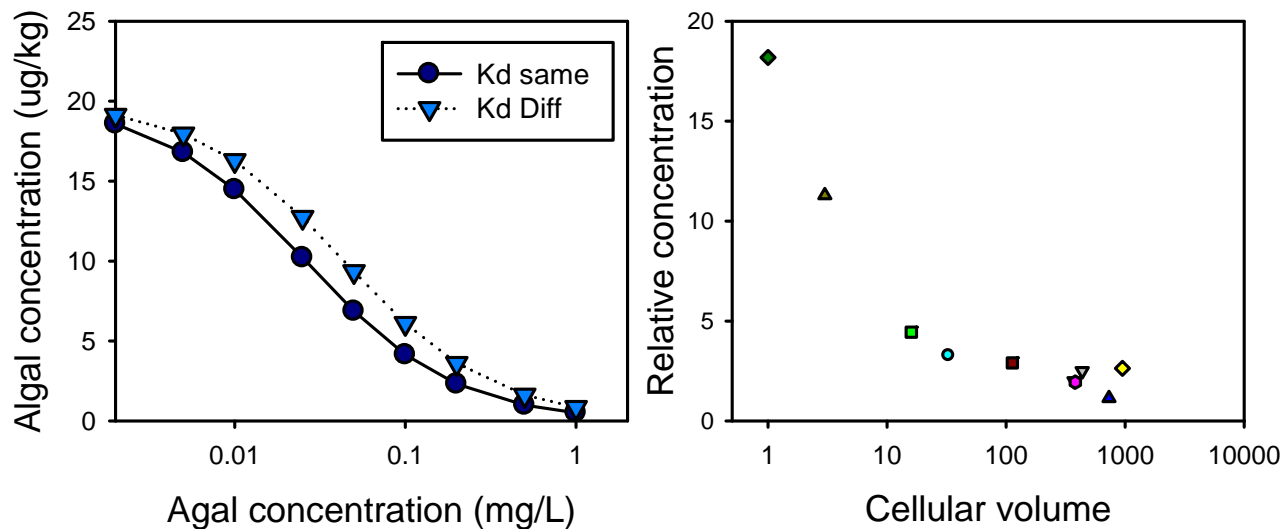 Algal concentration (ug/kg)
25
20
15
10
5
0
Kd same
Kd Diff
0.01 0.1 1
Agal concentration (mg/L)
Relative concentration
20
15
10
5
0
1 10 100 1000 10000
Cellular volume